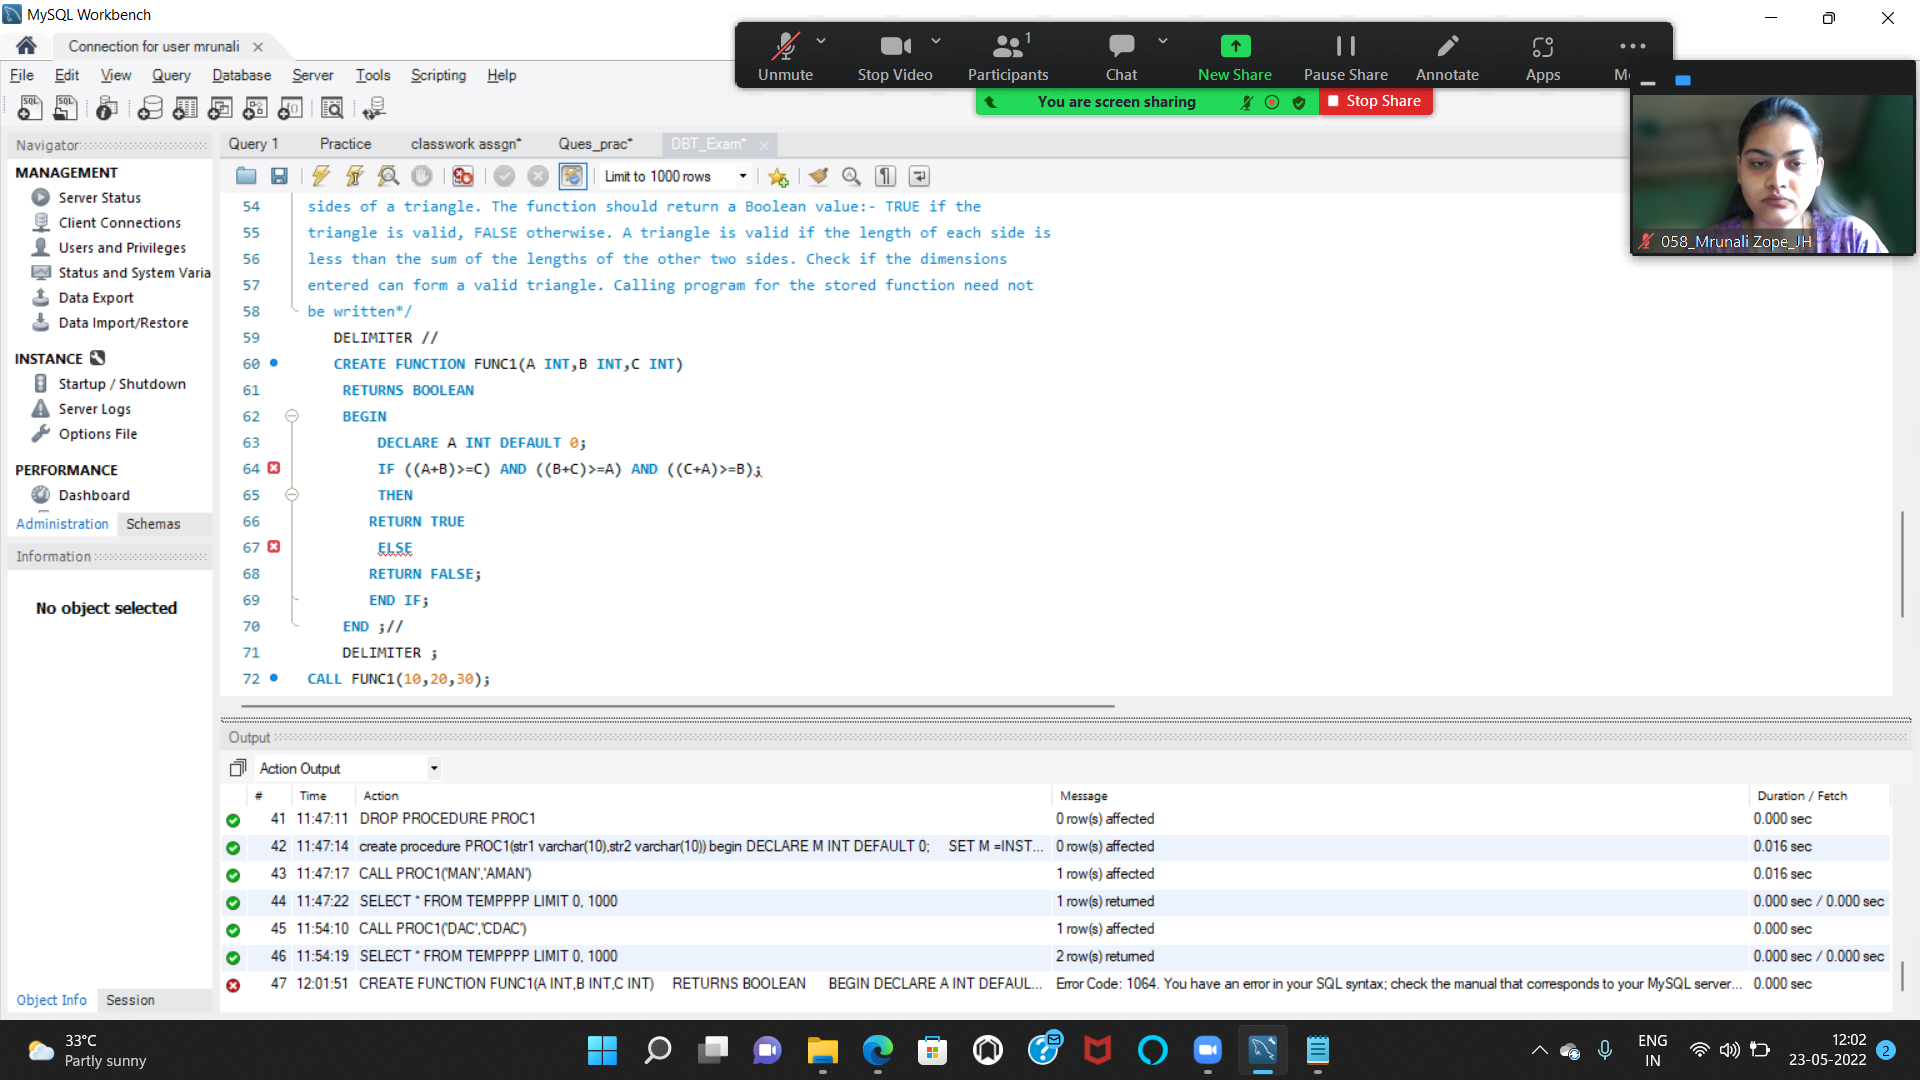 MySQL Workbench
Connection for user mrunali
File Edit View Query Database Server Tools Scripting Help
Unmute Stop Video Participants 1 Chat New Share Pause Share Annotate Apps
You are screen sharing Stop Share
058_Mrunali Zope_JH
Navigator
MANAGEMENT
Server Status
Client Connections
Users and Privileges
Status and System Varia
Data Export
Data Import/Restore
INSTANCE
Startup / Shutdown
Server Logs
Options File
PERFORMANCE
Dashboard
Administration Schemas
Information
No object selected
Object Info Session
Query 1 Practice classwork assgn* Ques_prac* DBT_Exam*
Limit to 1000 rows
54 sides of a triangle. The function should return a Boolean value:- TRUE if the
55 triangle is valid, FALSE otherwise. A triangle is valid if the length of each side is
56 less than the sum of the lengths of the other two sides. Check if the dimensions
57 entered can form a valid triangle. Calling program for the stored function need not
58 be written*/
59 DELIMITER //
60 CREATE FUNCTION FUNC1(A INT,B INT,C INT)
61 RETURNS BOOLEAN
62 BEGIN
63 DECLARE A INT DEFAULT 0;
64 IF ((A+B)>=C) AND ((B+C)>=A) AND ((C+A)>=B);
65 THEN
66 RETURN TRUE
67 ELSE
68 RETURN FALSE;
69 END IF;
70 END ;//
71 DELIMITER ;
72 CALL FUNC1(10,20,30);
Output
Action Output
# Time Action Message Duration / Fetch
41 11:47:11 DROP PROCEDURE PROC1 0 row(s) affected 0.000 sec
42 11:47:14 create procedure PROC1(str1 varchar(10),str2 varchar(10)) begin DECLARE M INT DEFAULT 0; SET M =INST... 0 row(s) affected 0.016 sec
43 11:47:17 CALL PROC1('MAN','AMAN') 1 row(s) affected 0.016 sec
44 11:47:22 SELECT * FROM TEMPPPP LIMIT 0, 1000 1 row(s) returned 0.000 sec / 0.000 sec
45 11:54:10 CALL PROC1('DAC','CDAC') 1 row(s) affected 0.000 sec
46 11:54:19 SELECT * FROM TEMPPPP LIMIT 0, 1000 2 row(s) returned 0.000 sec / 0.000 sec
47 12:01:51 CREATE FUNCTION FUNC1(A INT,B INT,C INT) RETURNS BOOLEAN BEGIN DECLARE A INT DEFAUL... Error Code: 1064. You have an error in your SQL syntax; check the manual that corresponds to your MySQL server... 0.000 sec
33°C
Partly sunny
ENG
IN
12:02
23-05-2022
2